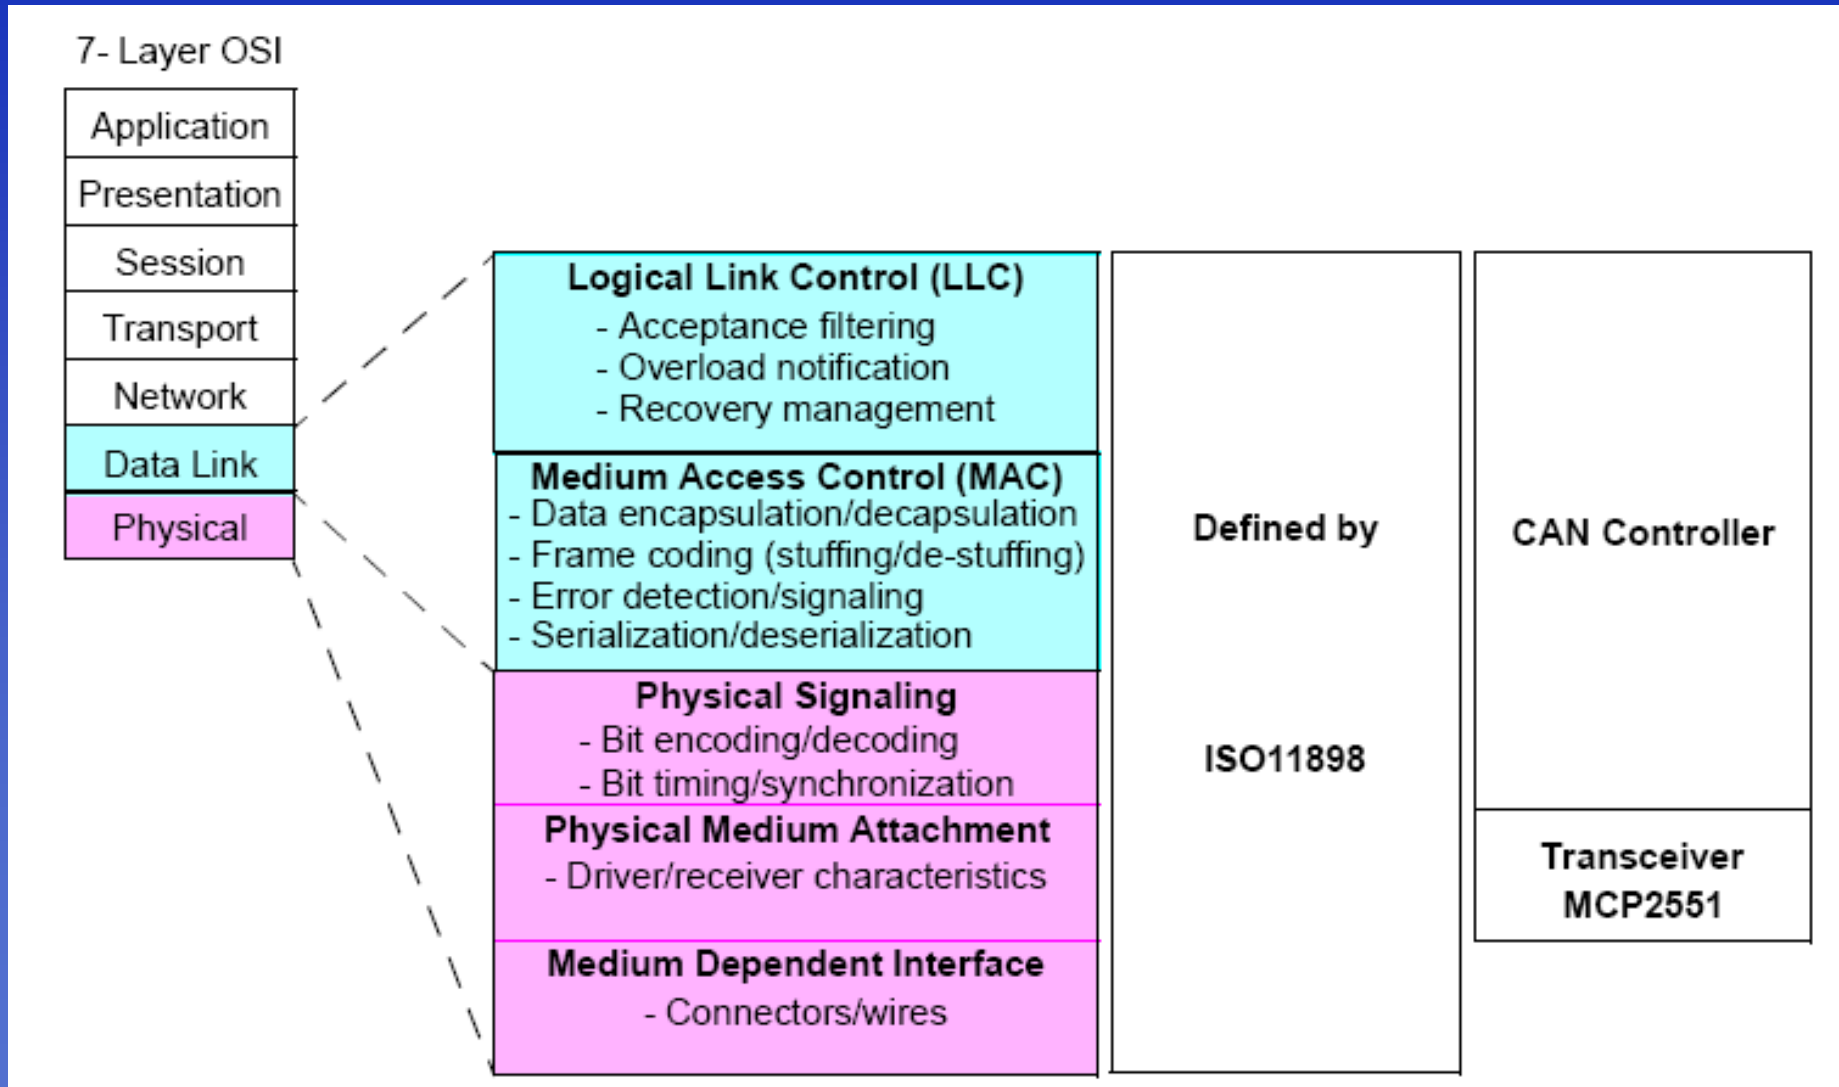 7- Layer OSI
Application
Presentation
Session
Transport
Network
Data Link
Physical
Logical Link Control (LLC)
- Acceptance filtering
- Overload notification
- Recovery management
Medium Access Control (MAC)
- Data encapsulation/decapsulation
- Frame coding (stuffing/de-stuffing)
- Error detection/signaling
- Serialization/deserialization
Physical Signaling
- Bit encoding/decoding
- Bit timing/synchronization
Physical Medium Attachment
- Driver/receiver characteristics
Medium Dependent Interface
- Connectors/wires
Defined by
ISO11898
CAN Controller
Transceiver
MCP2551